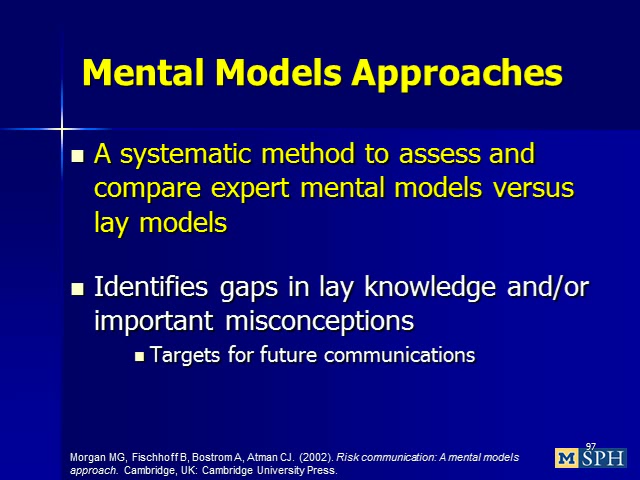 Mental Models Approaches
A systematic method to assess and
compare expert mental models versus
lay models
Identifies gaps in lay knowledge and/or
important misconceptions
Targets for future communications
97
Morgan MG, Fischhoff B, Bostrom A, Atman CJ. (2002). Risk communication: A mental models
approach. Cambridge, UK: Cambridge University Press.
M SPH